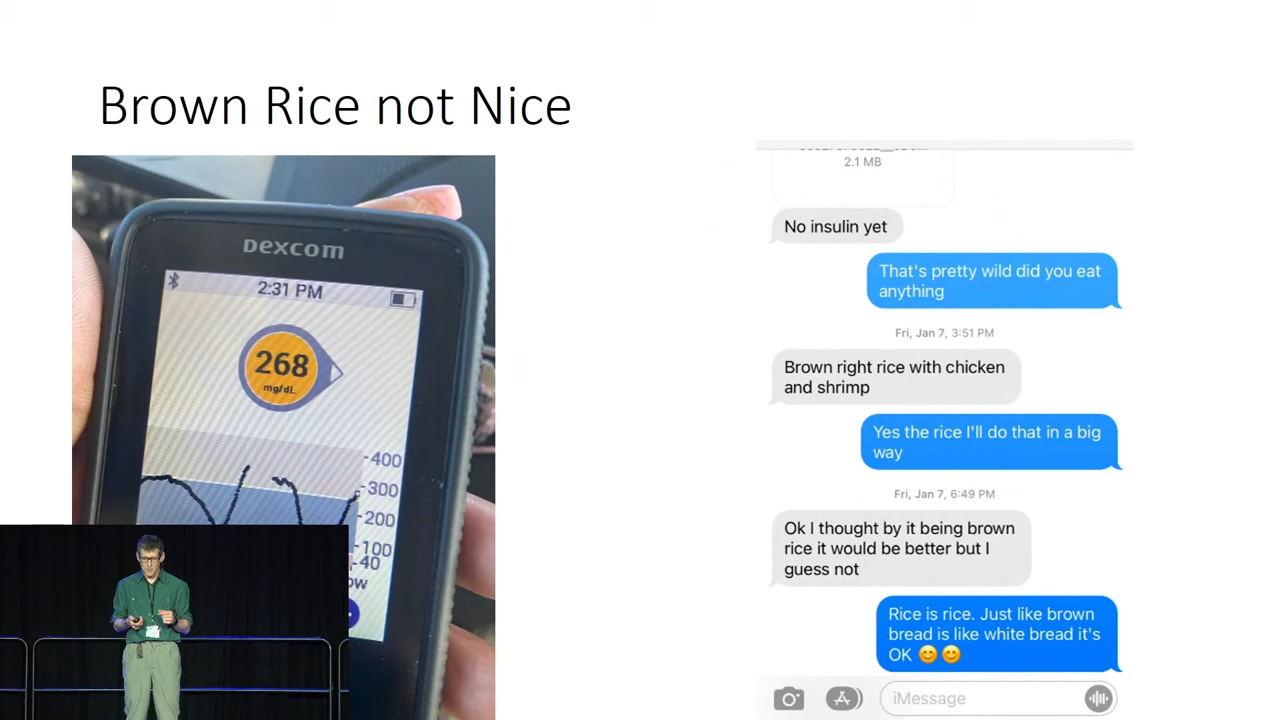 Brown Rice not Nice
DEXCOM
2:31 PM
268
mg/dL
400
300
200
100
40
2.1 MB
No insulin yet
That's pretty wild did you eat
anything
Fri, Jan 7, 3:51 PM
Brown right rice with chicken
and shrimp
Yes the rice I'll do that in a big
way
Fri, Jan 7, 6:49 PM
Ok I thought by it being brown
rice it would be better but I
guess not
Rice is rice. Just like brown
bread is like white bread it's
OK 😊😊
iMessage